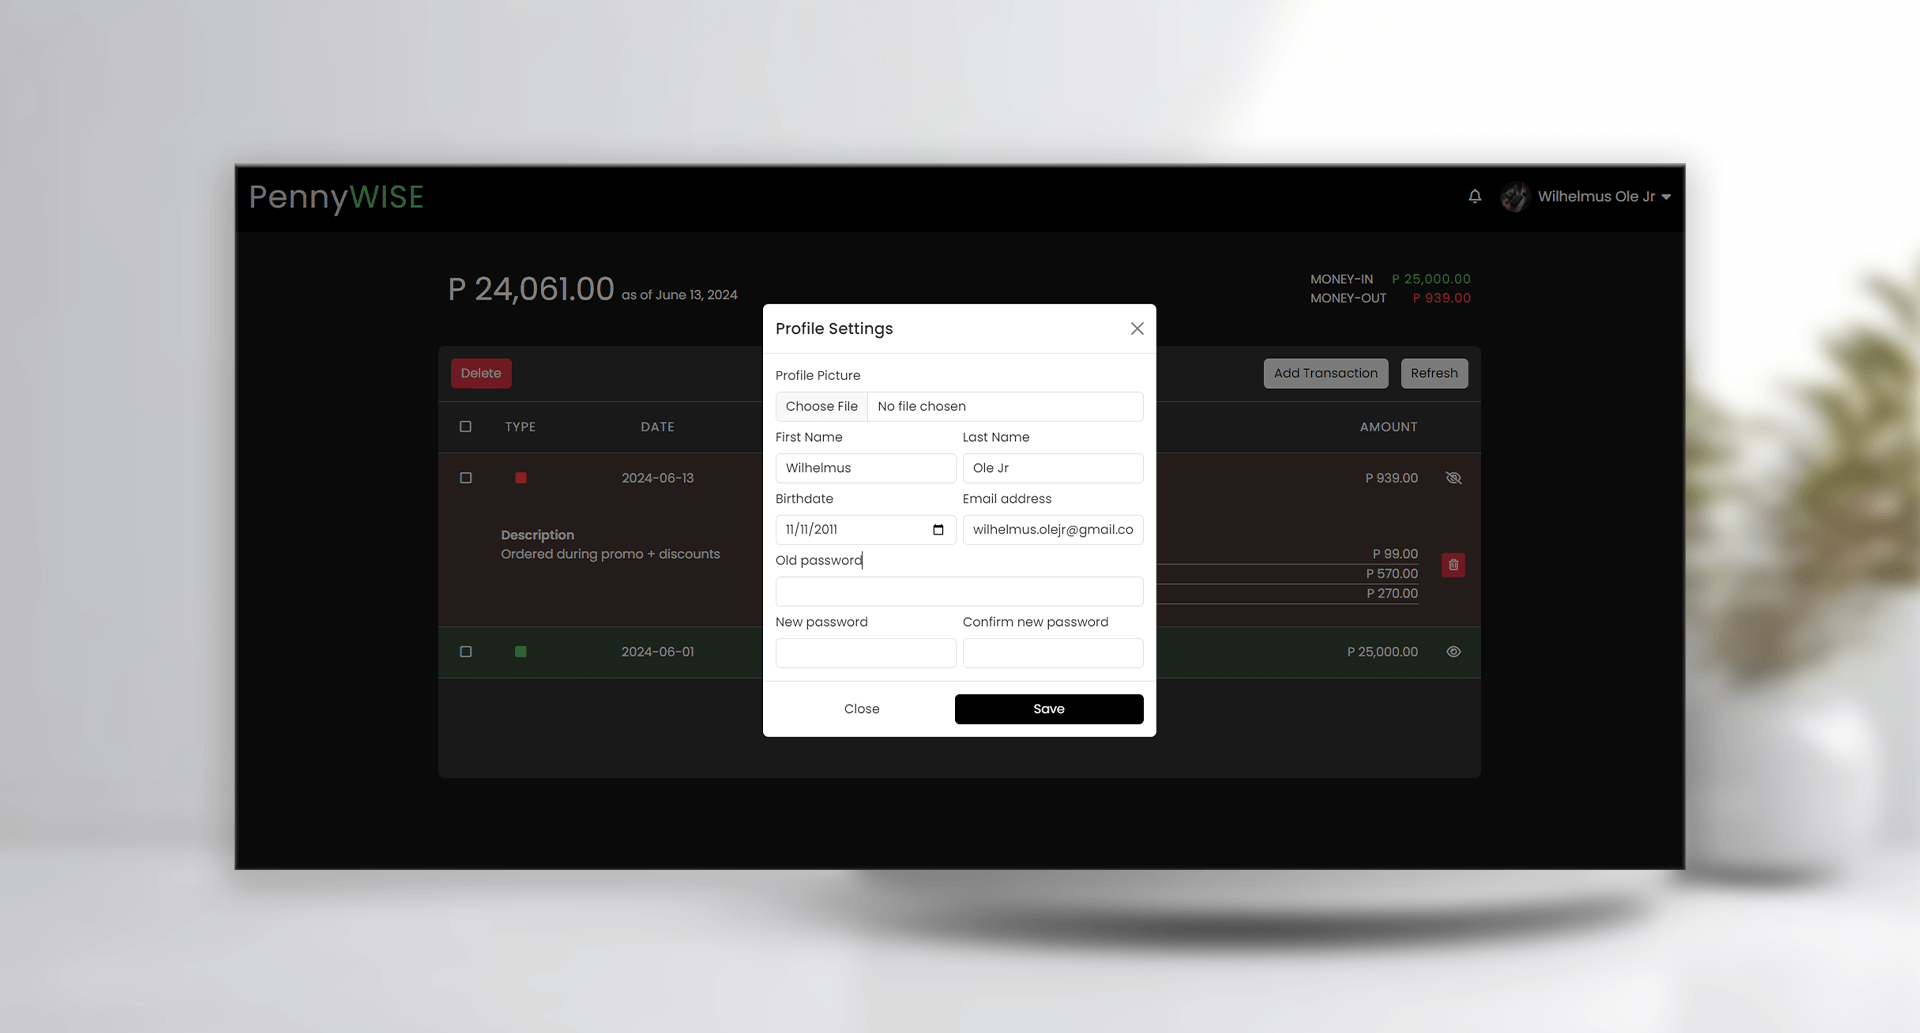 PennyWISE
Wilhelmus Ole Jr
P 24,061.00 as of June 13, 2024
MONEY-IN P 25,000.00
MONEY-OUT P 939.00
Delete
Add Transaction Refresh
TYPE DATE AMOUNT
2024-06-13 P 939.00
Description
Ordered during promo + discounts
P 99.00
P 570.00
P 270.00
2024-06-01 P 25,000.00
Profile Settings
Profile Picture
Choose File No file chosen
First Name Last Name
Wilhelmus Ole Jr
Birthdate Email address
11/11/2011 wilhelmus.olejr@gmail.co
Old password
New password Confirm new password
Close Save